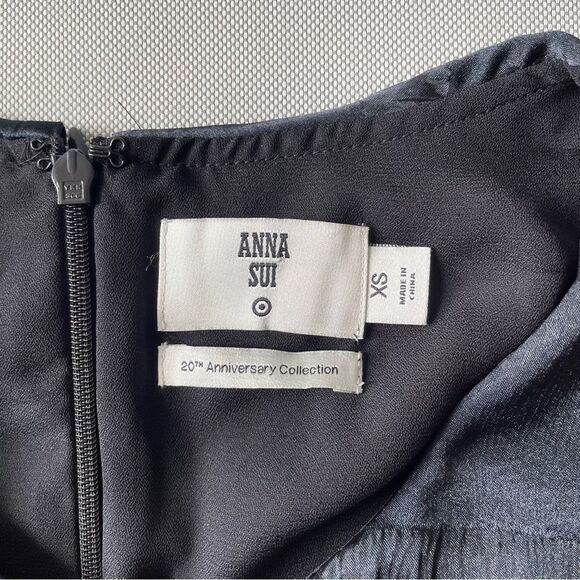 ANNA
SUI
XS
MADE IN
CHINA
20TH Anniversary Collection